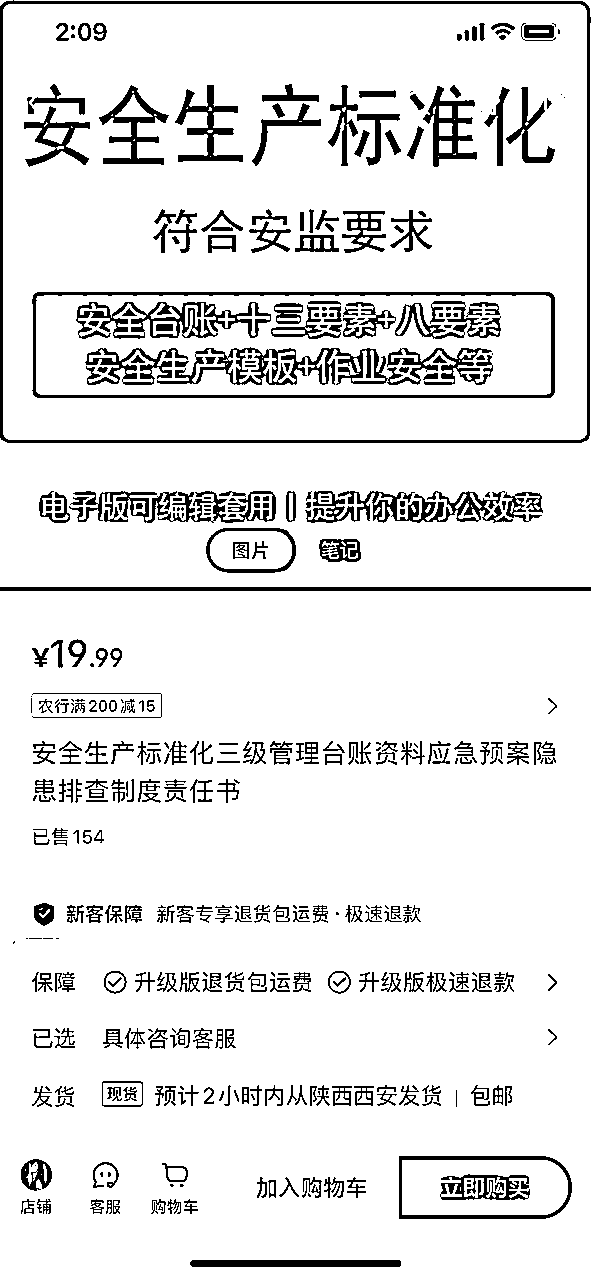 2:09
安全生产标准化
符合安监要求
安全台账+十三要素+八要素
安全生产模板+作业安全等
电子版可编辑套用丨提升你的办公效率
图片 笔记
¥19.99
农行满200减15
安全生产标准化三级管理台账资料应急预案隐
患排查制度责任书
已售154
新客保障 新客专享退货包运费·极速退款
保障 升级版退货包运费 升级版极速退款
已选 具体咨询客服
发货 现货 预计2小时内从陕西西安发货 | 包邮
店铺 客服 购物车 加入购物车 立即购买